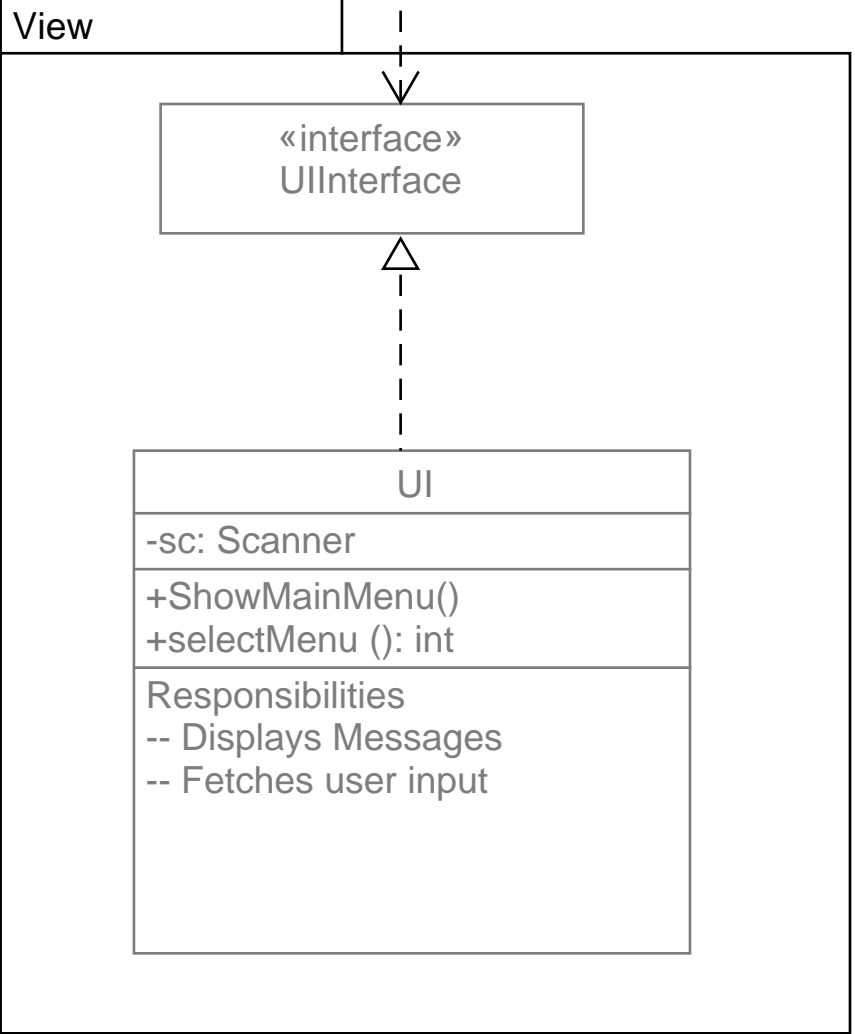 View
«interface»
UIInterface
UI
-sc: Scanner
+ShowMainMenu()
+selectMenu (): int
Responsibilities
-- Displays Messages
-- Fetches user input